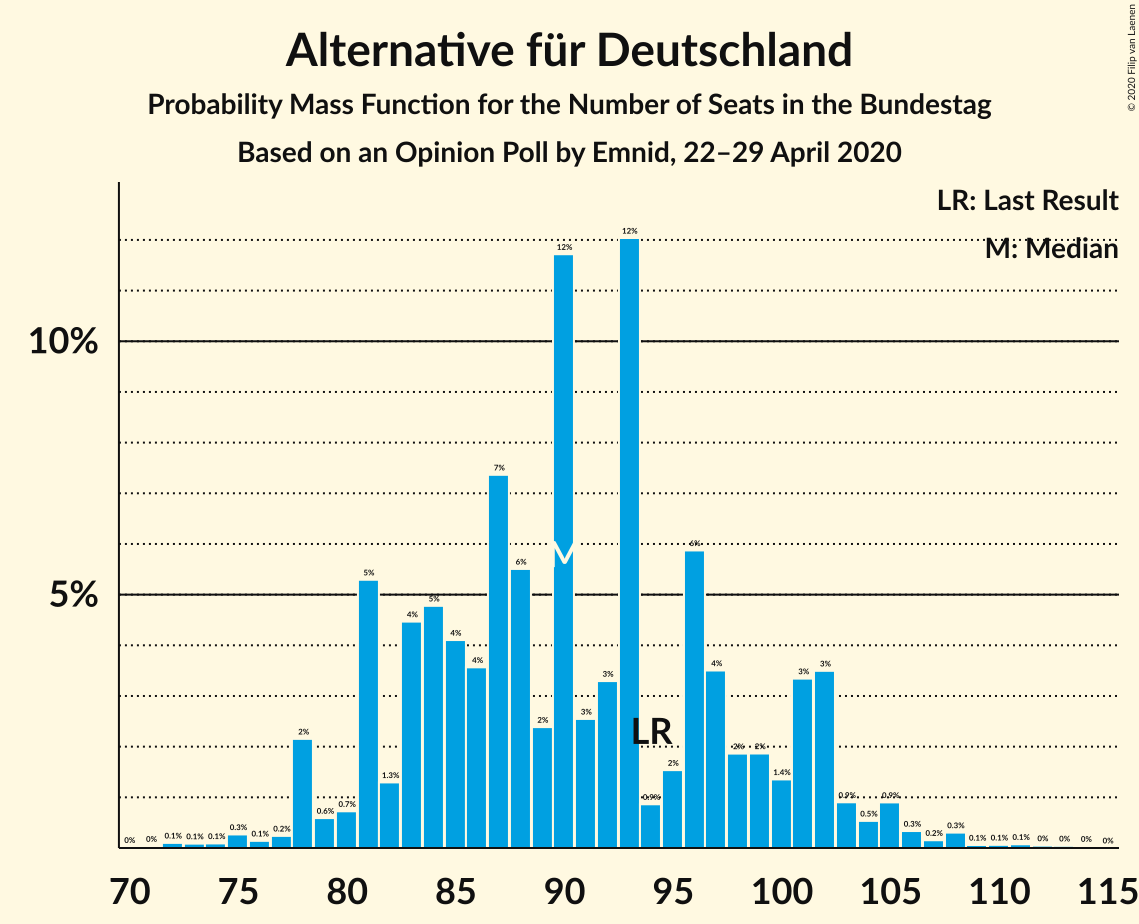 Alternative für Deutschland
Probability Mass Function for the Number of Seats in the Bundestag
Based on an Opinion Poll by Emnid, 22–29 April 2020
© 2020 Filip van Laenen
LR: Last Result
M: Median
10%
5%
0% 0% 0.1% 0.1% 0.1% 0.3% 0.1% 0.2% 2% 0.6% 0.7% 5% 1.3% 4% 5% 4% 4% 7% 6% 2% 12% 3% 3% 12% 0.9% 2% 6% 4% 2% 2% 1.4% 3% 3% 0.9% 0.5% 0.9% 0.3% 0.2% 0.3% 0.1% 0.1% 0.1% 0% 0% 0% 0%
M
LR
70 75 80 85 90 95 100 105 110 115